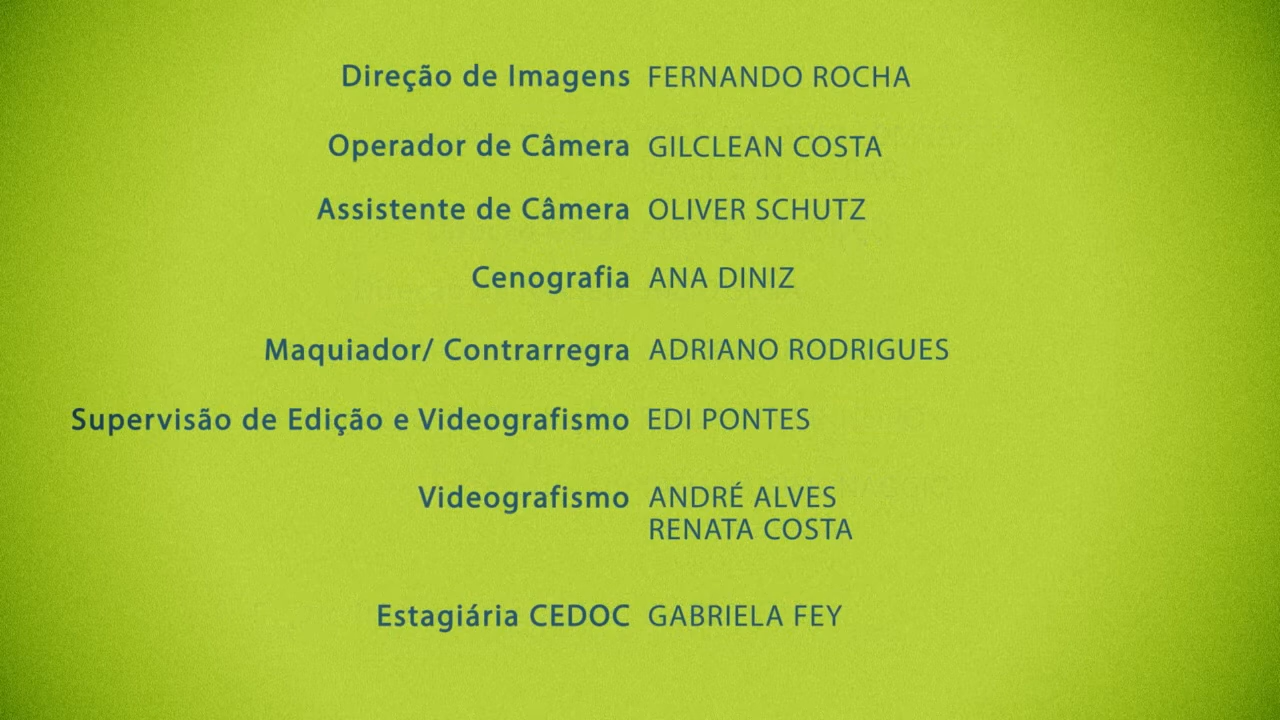 Direção de Imagens FERNANDO ROCHA
Operador de Câmera GILCLEAN COSTA
Assistente de Câmera OLIVER SCHUTZ
Cenografia ANA DINIZ
Maquiador/ Contrarregra ADRIANO RODRIGUES
Supervisão de Edição e Videografismo EDI PONTES
Videografismo ANDRÉ ALVES
RENATA COSTA
Estagiária CEDOC GABRIELA FEY